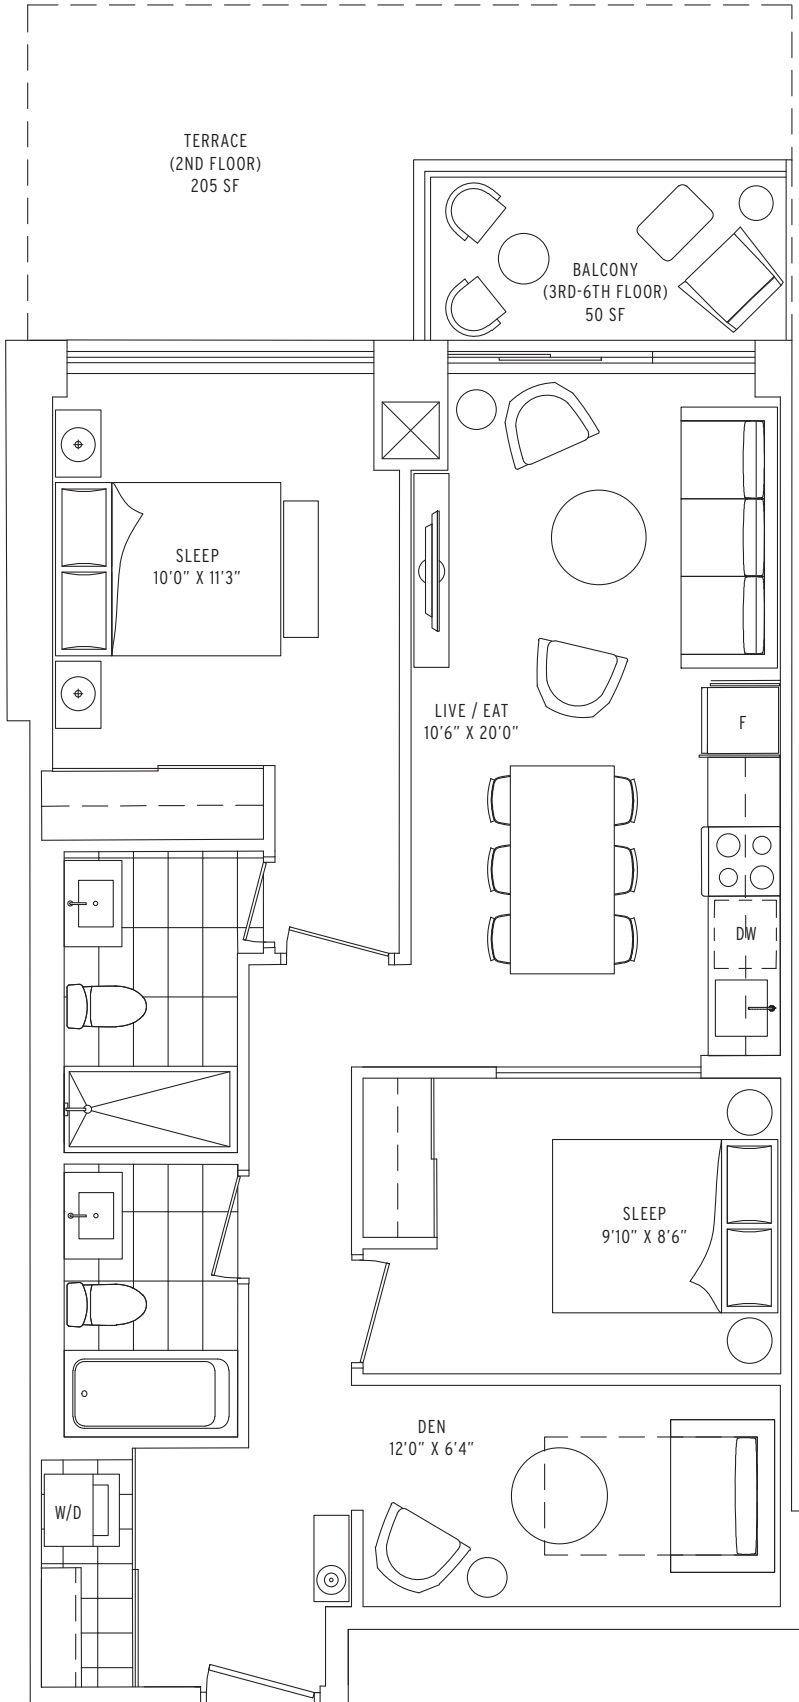 TERRACE
(2ND FLOOR)
205 SF
BALCONY
(3RD-6TH FLOOR)
50 SF
SLEEP
10'0" X 11'3"
LIVE / EAT
10'6" X 20'0"
F
DW
SLEEP
9'10" X 8'6"
DEN
12'0" X 6'4"
W/D